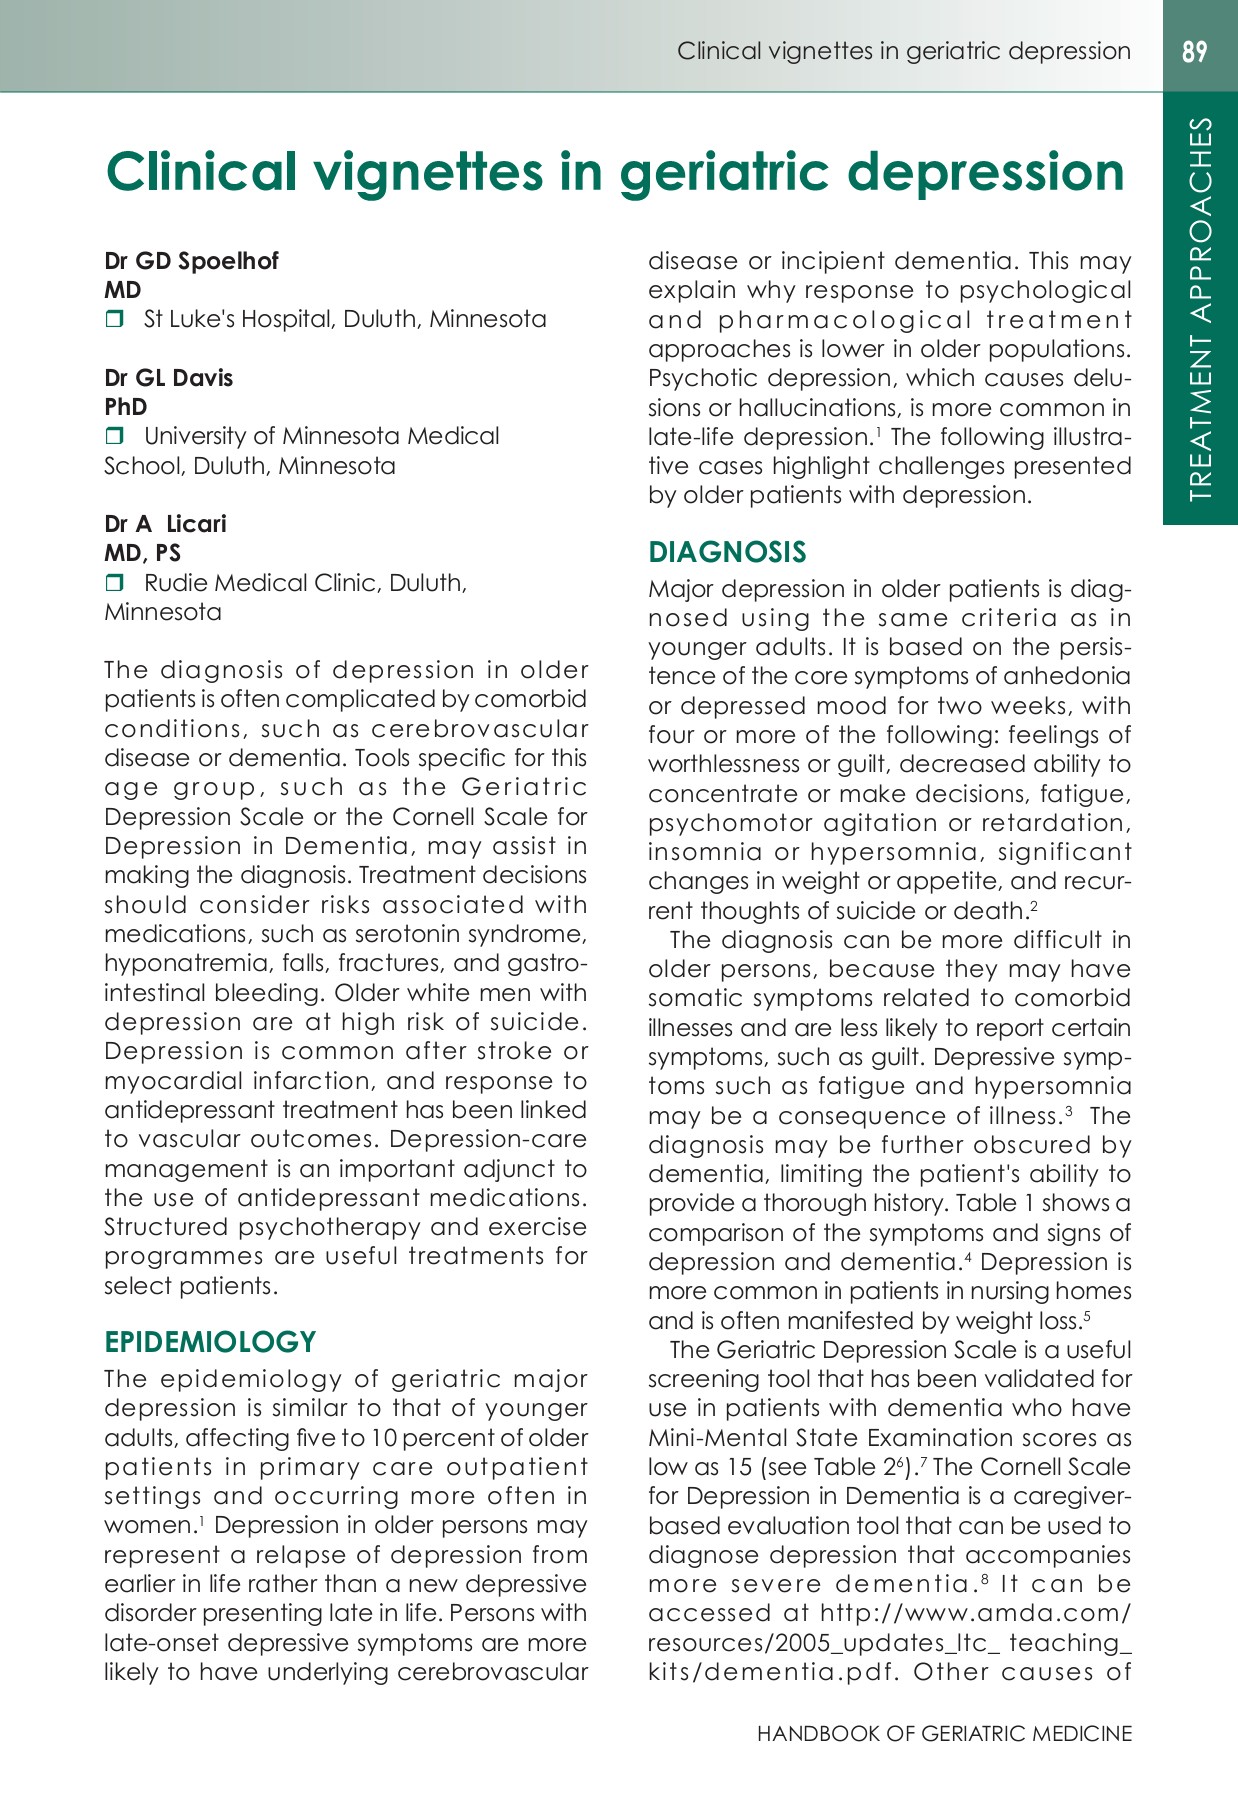 Clinical vignettes in geriatric depression
89
TREATMENT APPROACHES
Clinical vignettes in geriatric depression
Dr GD Spoelhof
MD
❒ St Luke's Hospital, Duluth, Minnesota
Dr GL Davis
PhD
❒ University of Minnesota Medical
School, Duluth, Minnesota
Dr A  Licari
MD, PS
❒ Rudie Medical Clinic, Duluth,
Minnesota
The diagnosis of depression in older
patients is often complicated by comorbid
conditions, such as cerebrovascular
disease or dementia. Tools specific for this
age group, such as the Geriatric
Depression Scale or the Cornell Scale for
Depression in Dementia, may assist in
making the diagnosis. Treatment decisions
should consider risks associated with
medications, such as serotonin syndrome,
hyponatremia, falls, fractures, and gastro-
intestinal bleeding. Older white men with
depression are at high risk of suicide.
Depression is common after stroke or
myocardial infarction, and response to
antidepressant treatment has been linked
to vascular outcomes. Depression-care
management is an important adjunct to
the use of antidepressant medications.
Structured psychotherapy and exercise
programmes are useful treatments for
select patients.
EPIDEMIOLOGY
The epidemiology of geriatric major
depression is similar to that of younger
adults, affecting five to 10 percent of older
patients in primary care outpatient
settings and occurring more often in
women.¹ Depression in older persons may
represent a relapse of depression from
earlier in life rather than a new depressive
disorder presenting late in life. Persons with
late-onset depressive symptoms are more
likely to have underlying cerebrovascular
disease or incipient dementia. This may
explain why response to psychological
and pharmacological treatment
approaches is lower in older populations.
Psychotic depression, which causes delu-
sions or hallucinations, is more common in
late-life depression.¹ The following illustra-
tive cases highlight challenges presented
by older patients with depression.
DIAGNOSIS
Major depression in older patients is diag-
nosed using the same criteria as in
younger adults. It is based on the persis-
tence of the core symptoms of anhedonia
or depressed mood for two weeks, with
four or more of the following: feelings of
worthlessness or guilt, decreased ability to
concentrate or make decisions, fatigue,
psychomotor agitation or retardation,
insomnia or hypersomnia, significant
changes in weight or appetite, and recur-
rent thoughts of suicide or death.²
The diagnosis can be more difficult in
older persons, because they may have
somatic symptoms related to comorbid
illnesses and are less likely to report certain
symptoms, such as guilt. Depressive symp-
toms such as fatigue and hypersomnia
may be a consequence of illness.³ The
diagnosis may be further obscured by
dementia, limiting the patient's ability to
provide a thorough history. Table 1 shows a
comparison of the symptoms and signs of
depression and dementia.⁴ Depression is
more common in patients in nursing homes
and is often manifested by weight loss.⁵
The Geriatric Depression Scale is a useful
screening tool that has been validated for
use in patients with dementia who have
Mini-Mental State Examination scores as
low as 15 (see Table 2⁶).⁷ The Cornell Scale
for Depression in Dementia is a caregiver-
based evaluation tool that can be used to
diagnose depression that accompanies
more severe dementia.⁸ It can be
accessed at http://www.amda.com/
resources/2005_updates_ltc_ teaching_
kits/dementia.pdf. Other causes of
HANDBOOK OF GERIATRIC MEDICINE